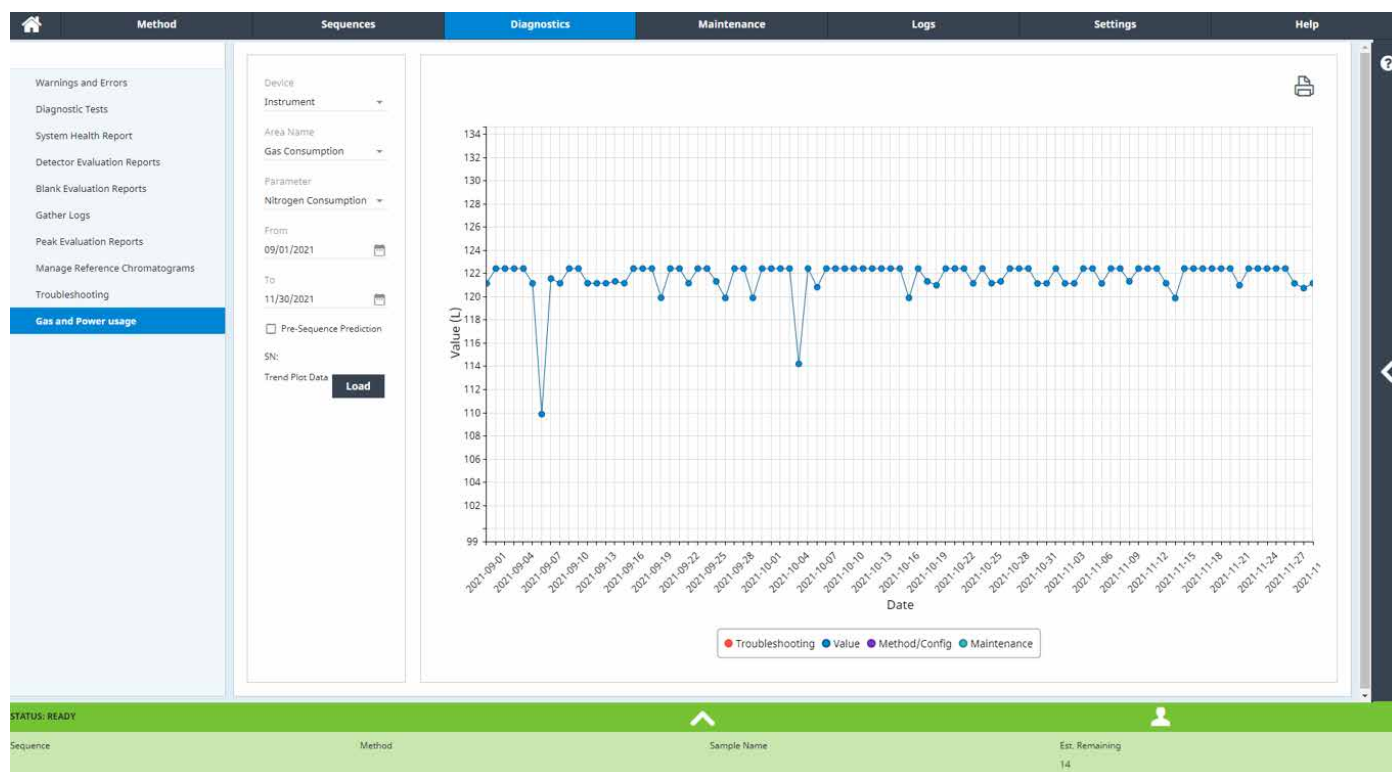 Method Sequences Diagnostics Maintenance Logs Settings Help
Warnings and Errors
Diagnostic Tests
System Health Report
Detector Evaluation Reports
Blank Evaluation Reports
Gather Logs
Peak Evaluation Reports
Manage Reference Chromatograms
Troubleshooting
Gas and Power usage
Device
Instrument
Area Name
Gas Consumption
Parameter
Nitrogen Consumption
From
09/01/2021
To
11/30/2021
Pre-Sequence Prediction
SN:
Trend Plot Data
Load
?
Value (L)
134
132
130
128
126
124
122
120
118
116
114
112
110
108
106
104
102
99
2021-09-01 2021-09-04 2021-09-07 2021-09-10 2021-09-13 2021-09-16 2021-09-19 2021-09-22 2021-09-25 2021-09-28 2021-10-01 2021-10-04 2021-10-07 2021-10-10 2021-10-13 2021-10-16 2021-10-19 2021-10-22 2021-10-25 2021-10-28 2021-10-31 2021-11-03 2021-11-06 2021-11-09 2021-11-12 2021-11-15 2021-11-18 2021-11-21 2021-11-24 2021-11-27 2021-11
Date
Troubleshooting Value Method/Config Maintenance
STATUS: READY
Sequence Method Sample Name Est. Remaining
14